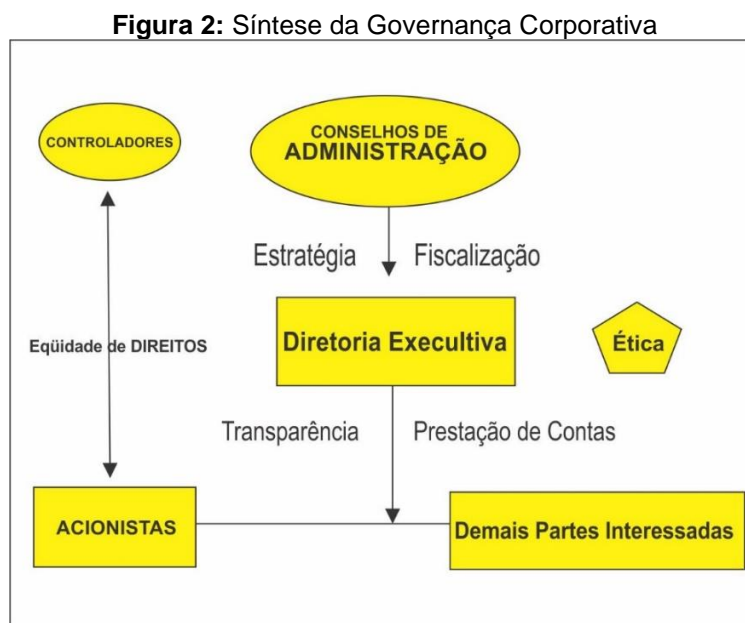 Figura 2: Síntese da Governança Corporativa
CONTROLADORES
CONSELHOS DE
ADMINISTRAÇÃO
Estratégia
Fiscalização
Eqüidade de DIREITOS
Diretoria Execultiva
Ética
Transparência
Prestação de Contas
ACIONISTAS
Demais Partes Interessadas